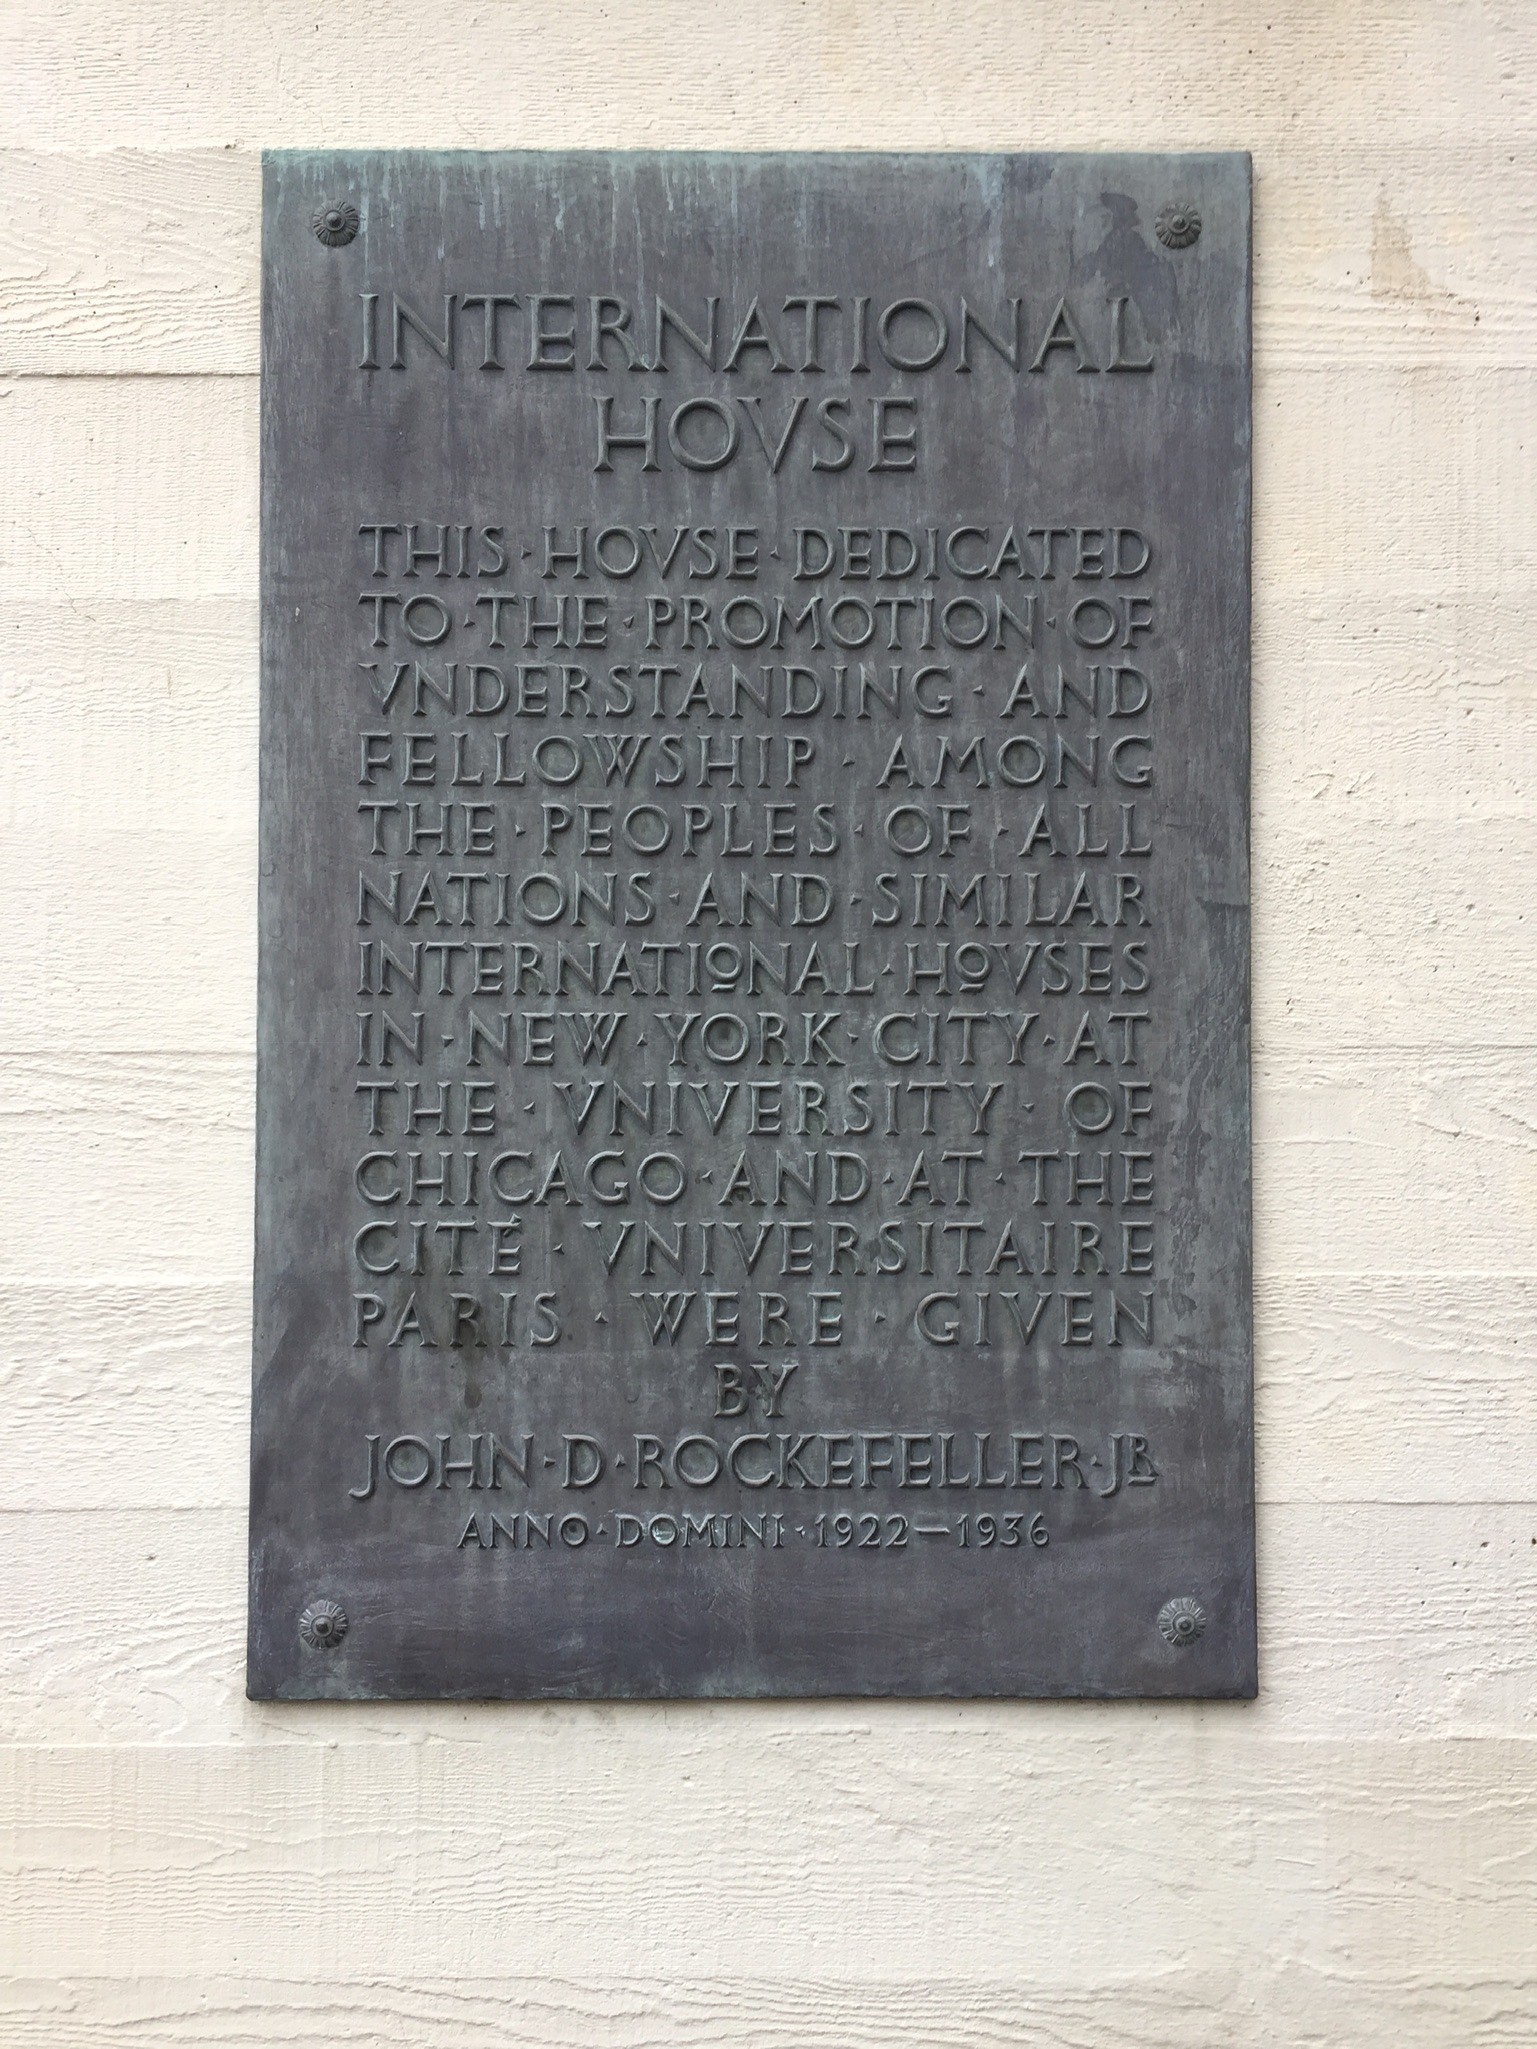 INTERNATIONAL
HOVSE
THIS·HOVSE·DEDICATED
TO·THE·PROMOTION·OF
VNDERSTANDING·AND
FELLOWSHIP·AMONG
THE·PEOPLES·OF·ALL
NATIONS·AND·SIMILAR
INTERNATIONAL·HOVSES
IN·NEW·YORK·CITY·AT
THE·VNIVERSITY·OF
CHICAGO·AND·AT·THE
CITÉ·VNIVERSITAIRE
PARIS·WERE·GIVEN
BY
JOHN·D·ROCKEFELLER·JR
ANNO·DOMINI·1922—1936